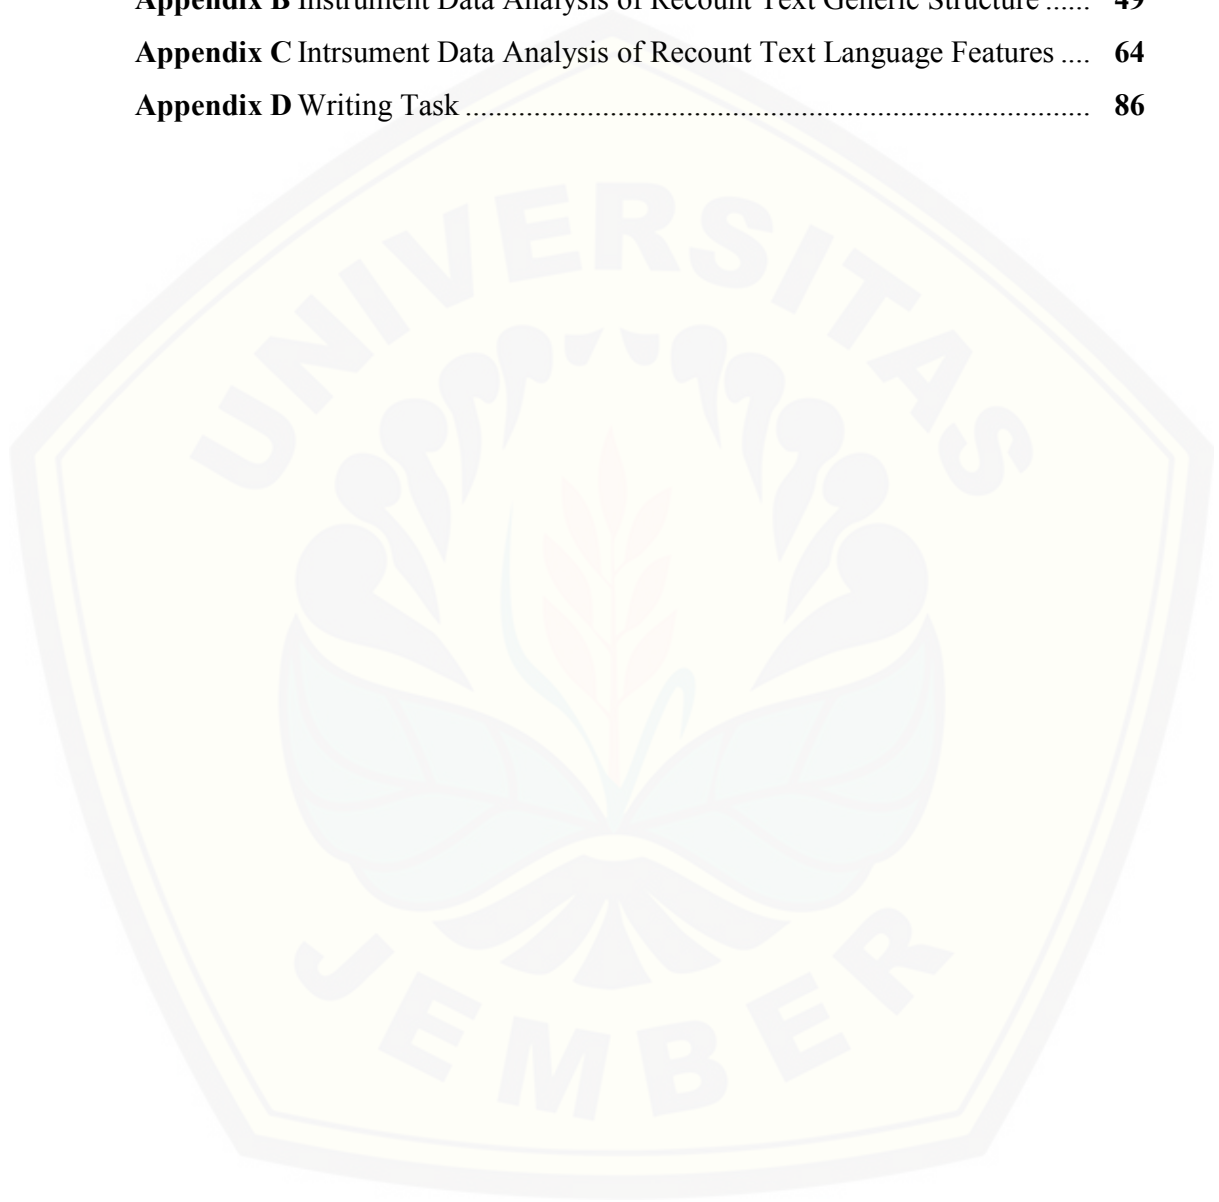 Appendix B Instrument Data Analysis of Recount Text Generic Structure ...... 49
Appendix C Intrsument Data Analysis of Recount Text Language Features .... 64
Appendix D Writing Task .................................................................................. 86
UNIVERSITAS
JEMBER